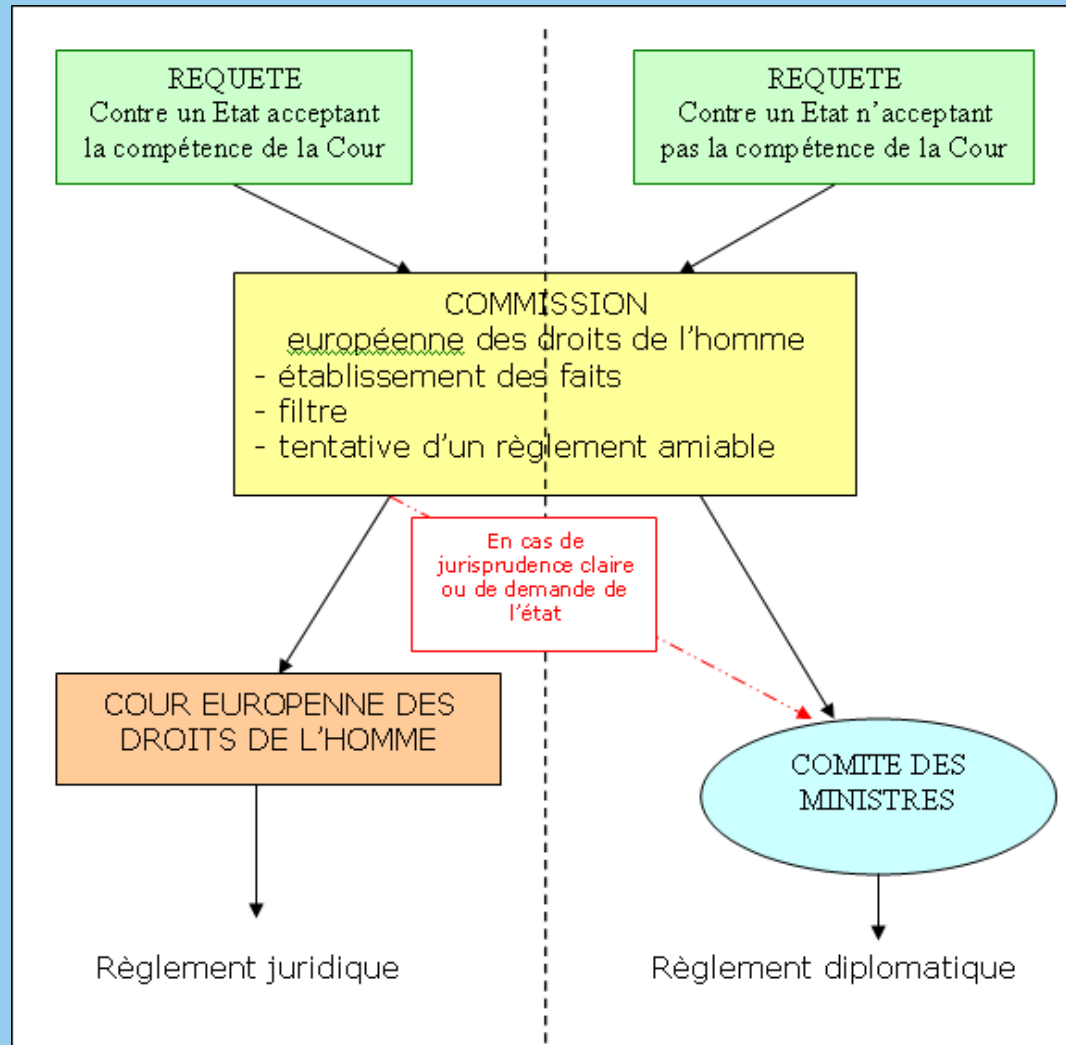 REQUETE
Contre un Etat acceptant
la compétence de la Cour
REQUETE
Contre un Etat n'acceptant
pas la compétence de la Cour
COMMISSION
européenne des droits de l'homme
- établissement des faits
- filtre
- tentative d'un règlement amiable
En cas de
jurisprudence claire
ou de demande de
l'état
COUR EUROPENNE DES
DROITS DE L'HOMME
COMITE DES
MINISTRES
Règlement juridique
Règlement diplomatique